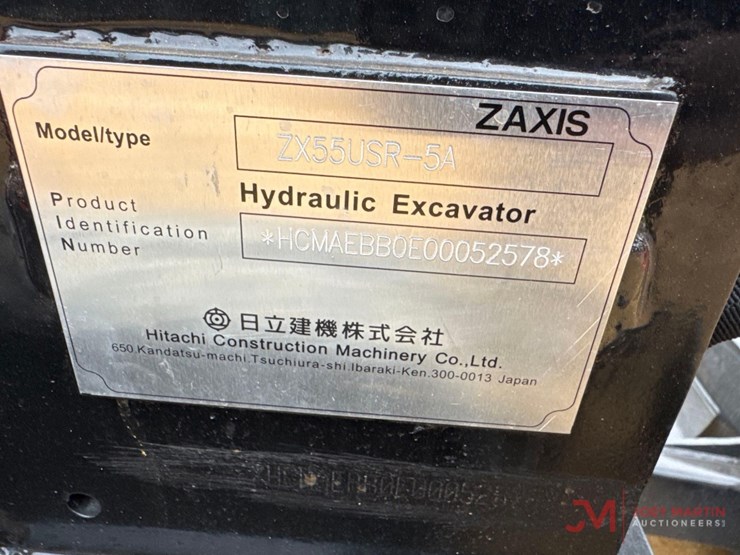 ZAXIS
Model/type
ZX55USR-5A
Hydraulic Excavator
Product
Identification
Number
*HCMAEBB0E00052578*
日立建機株式会社
Hitachi Construction Machinery Co.,Ltd.
650.Kandatsu-machi.Tsuchiura-shi.Ibaraki-Ken.300-0013 Japan
MARTIN
AUCTIONEERS